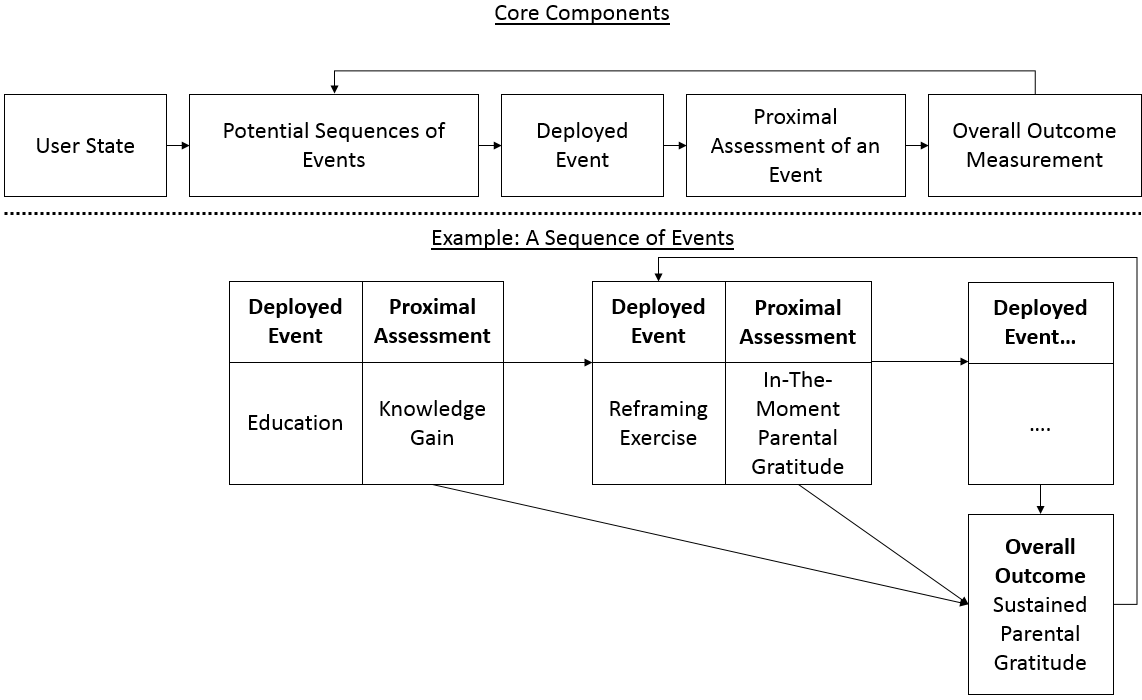 Core Components
User State
Potential Sequences of
Events
Deployed
Event
Proximal
Assessment of an
Event
Overall Outcome
Measurement
Example: A Sequence of Events
Deployed
Event
Proximal
Assessment
Education
Knowledge
Gain
Deployed
Event
Proximal
Assessment
Reframing
Exercise
In-The-
Moment
Parental
Gratitude
Deployed
Event...
....
Overall
Outcome
Sustained
Parental
Gratitude